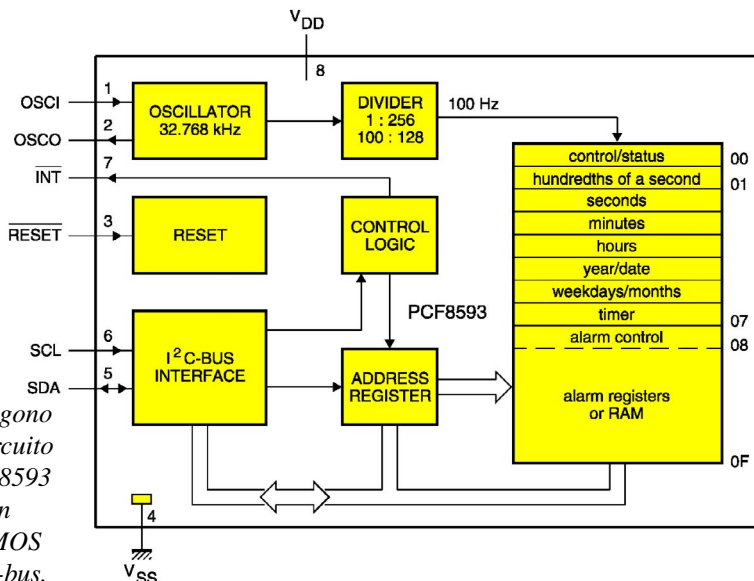 VDD
8
OSCI
1
OSCILLATOR
32.768 kHz
OSCO
2
DIVIDER
1 : 256
100 : 128
100 Hz
INT
7
RESET
3
RESET
CONTROL
LOGIC
control/status
00
hundredths of a second
01
seconds
minutes
hours
year/date
weekdays/months
timer
07
alarm control
08
alarm registers
or RAM
0F
PCF8593
SCL
6
SDA
5
I²C-BUS
INTERFACE
ADDRESS
REGISTER
gono
rcuito
8593
n
MOS
-bus.
4
VSS